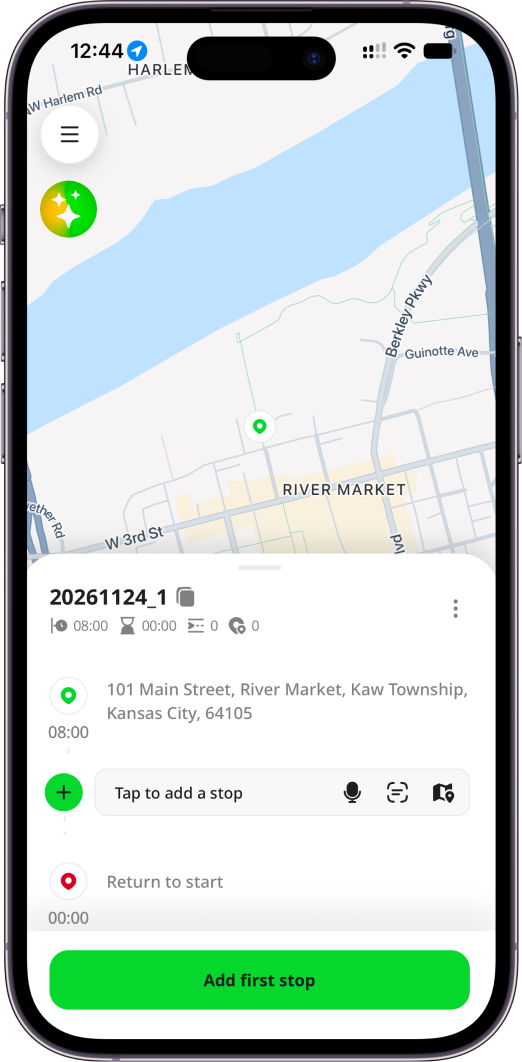 12:44
HARLEM
NW Harlem Rd
Berkley Pkwy
Guinotte Ave
RIVER MARKET
W 3rd St
20261124_1
08:00 00:00 0 0
101 Main Street, River Market, Kaw Township,
Kansas City, 64105
08:00
Tap to add a stop
Return to start
00:00
Add first stop